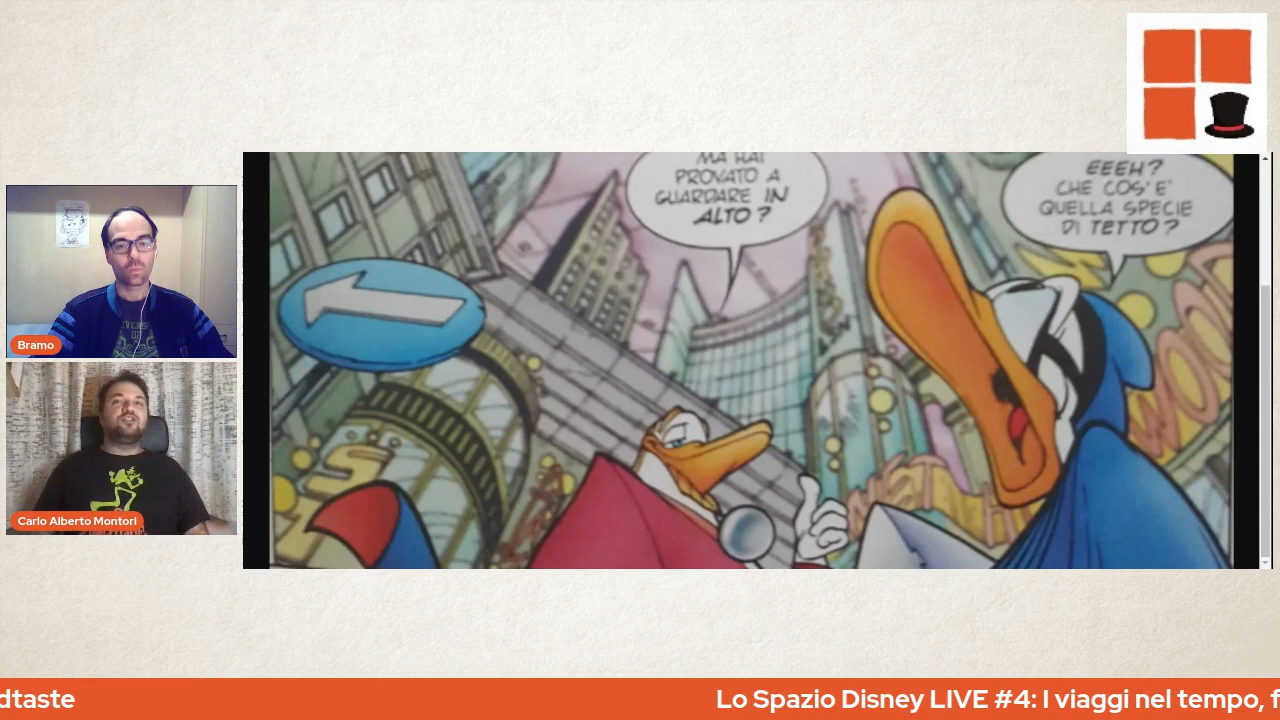 MA HAI
PROVATO A
GUARDARE IN
ALTO?
EEEH?
CHE COS'E'
QUELLA SPECIE
DI TETTO?
Bramo
Carlo Alberto Montori
dtaste
Lo Spazio Disney LIVE #4: I viaggi nel tempo, f